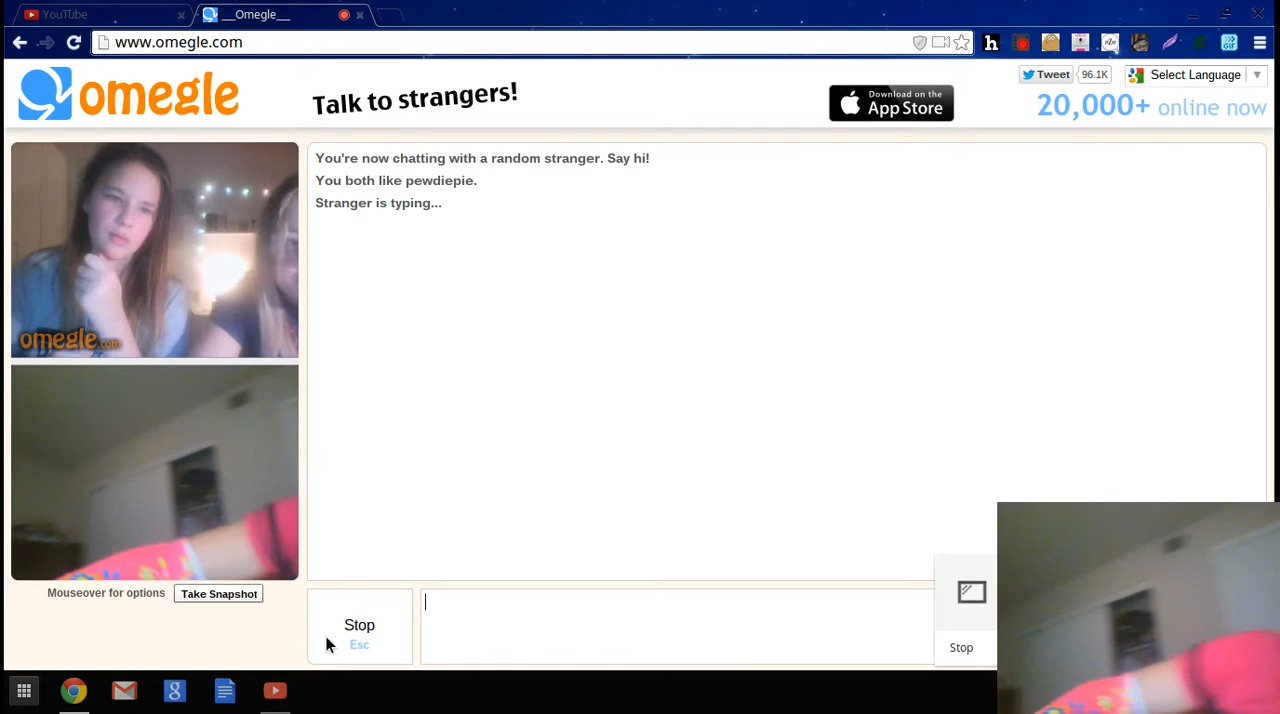 YouTube
__Omegle__
www.omegle.com
h
GIF
omegle
Talk to strangers!
Download on the
App Store
Tweet
96.1K
Select Language
20,000+ online now
You're now chatting with a random stranger. Say hi!
You both like pewdiepie.
Stranger is typing...
omegle.com
Mouseover for options
Take Snapshot
Stop
Esc
Stop